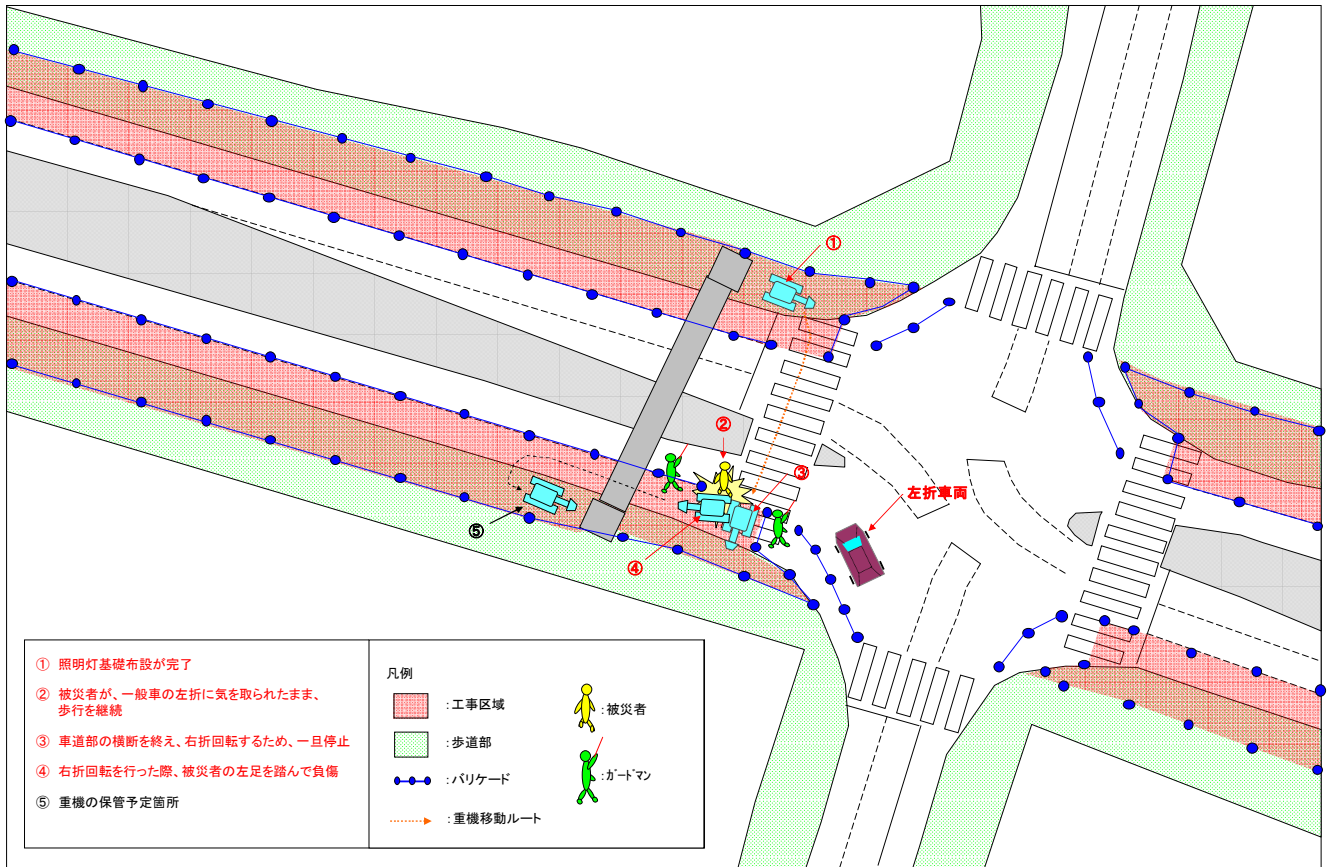 ①
②
③
左折車両
⑤
④
① 照明灯基礎布設が完了
② 被災者が、一般車の左折に気を取られたまま、
歩行を継続
③ 車道部の横断を終え、右折回転するため、一旦停止
④ 右折回転を行った際、被災者の左足を踏んで負傷
⑤ 重機の保管予定箇所
凡例
：工事区域
：歩道部
：バリケード
：重機移動ルート
：被災者
：ｶﾞｰﾄﾞﾏﾝ